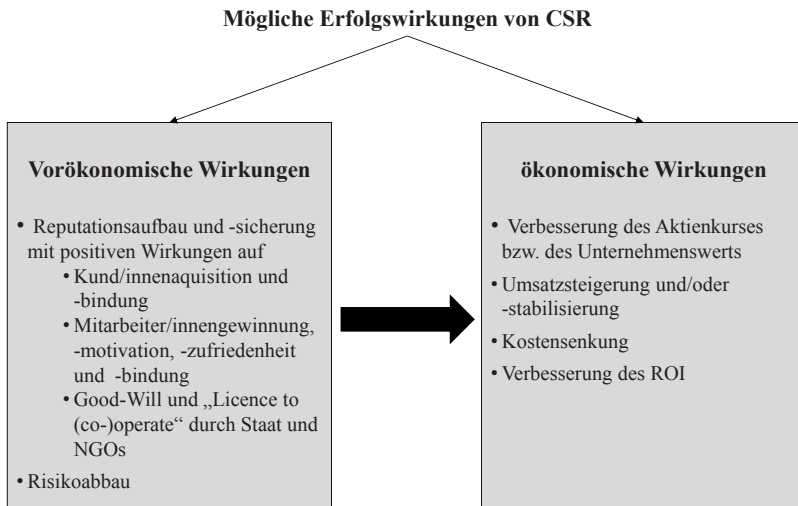 Mögliche Erfolgswirkungen von CSR
Vorökonomische Wirkungen
• Reputationsaufbau und -sicherung
mit positiven Wirkungen auf
• Kund/innenaquisition und
-bindung
• Mitarbeiter/innengewinnung,
-motivation, -zufriedenheit
und -bindung
• Good-Will und „Licence to
(co-)operate“ durch Staat und
NGOs
• Risikoabbau
ökonomische Wirkungen
• Verbesserung des Aktienkurses
bzw. des Unternehmenswerts
• Umsatzsteigerung und/oder
-stabilisierung
• Kostensenkung
• Verbesserung des ROI